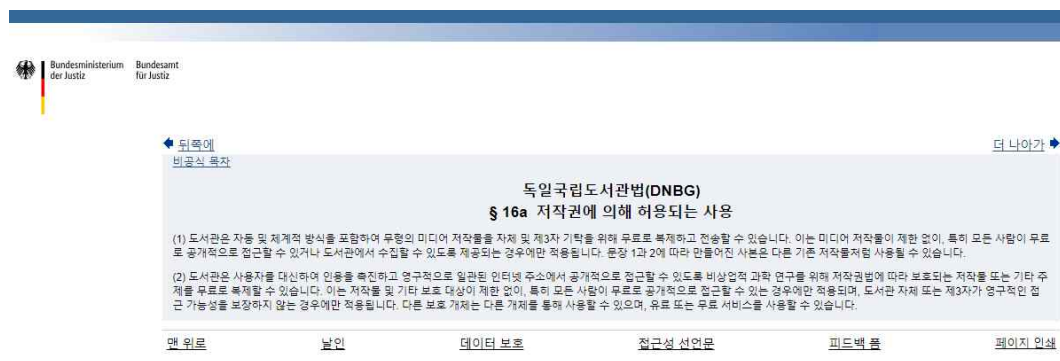 Bundesministerium
der Justiz
Bundesamt
für Justiz
뒤쪽에
더 나아가
비공식 목차
독일국립도서관법(DNBG)
§ 16a 저작권에 의해 허용되는 사용
(1) 도서관은 자동 및 체계적 방식을 포함하여 무형의 미디어 저작물을 자체 및 제3자 기탁을 위해 무료로 복제하고 전송할 수 있습니다. 이는 미디어 저작물이 제한 없이, 특히 모든 사람이 무료
로 공개적으로 접근할 수 있거나 도서관에서 수집할 수 있도록 제공되는 경우에만 적용됩니다. 문장 1과 2에 따라 만들어진 사본은 다른 기존 저작물처럼 사용될 수 있습니다.
(2) 도서관은 사용자를 대신하여 인용을 촉진하고 영구적으로 일관된 인터넷 주소에서 공개적으로 접근할 수 있도록 비상업적 과학 연구를 위해 저작권법에 따라 보호되는 저작물 또는 기타 주
제를 무료로 복제할 수 있습니다. 이는 저작물 및 기타 보호 대상이 제한 없이, 특히 모든 사람이 무료로 공개적으로 접근할 수 있는 경우에만 적용되며, 도서관 자체 또는 제3자가 영구적인 접
근 가능성을 보장하지 않는 경우에만 적용됩니다. 다른 보호 개체는 다른 개체를 통해 사용할 수 있으며, 유료 또는 무료 서비스를 사용할 수 있습니다.
맨 위로 날인 데이터 보호 접근성 선언문 피드백 폼 페이지 인쇄